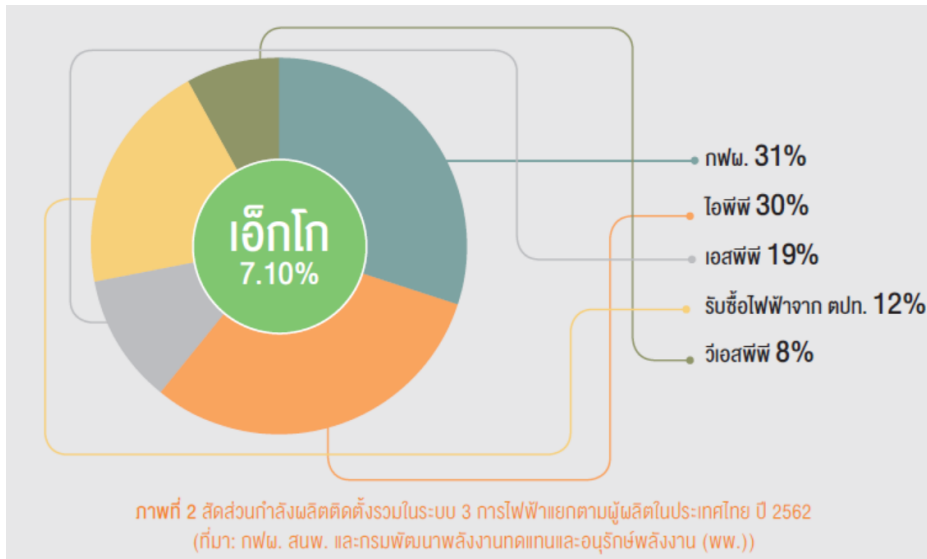 เอ็กโก
7.10%
กฟผ. 31%
ไอพีพี 30%
เอสพีพี 19%
รับซื้อไฟฟ้าจาก ตปท. 12%
วีเอสพีพี 8%
ภาพที่ 2 สัดส่วนกำลังผลิตติดตั้งรวมในระบบ 3 การไฟฟ้าแยกตามผู้ผลิตในประเทศไทย ปี 2562
(ที่มา: กฟผ. สนพ. และกรมพัฒนาพลังงานทดแทนและอนุรักษ์พลังงาน (พพ.))